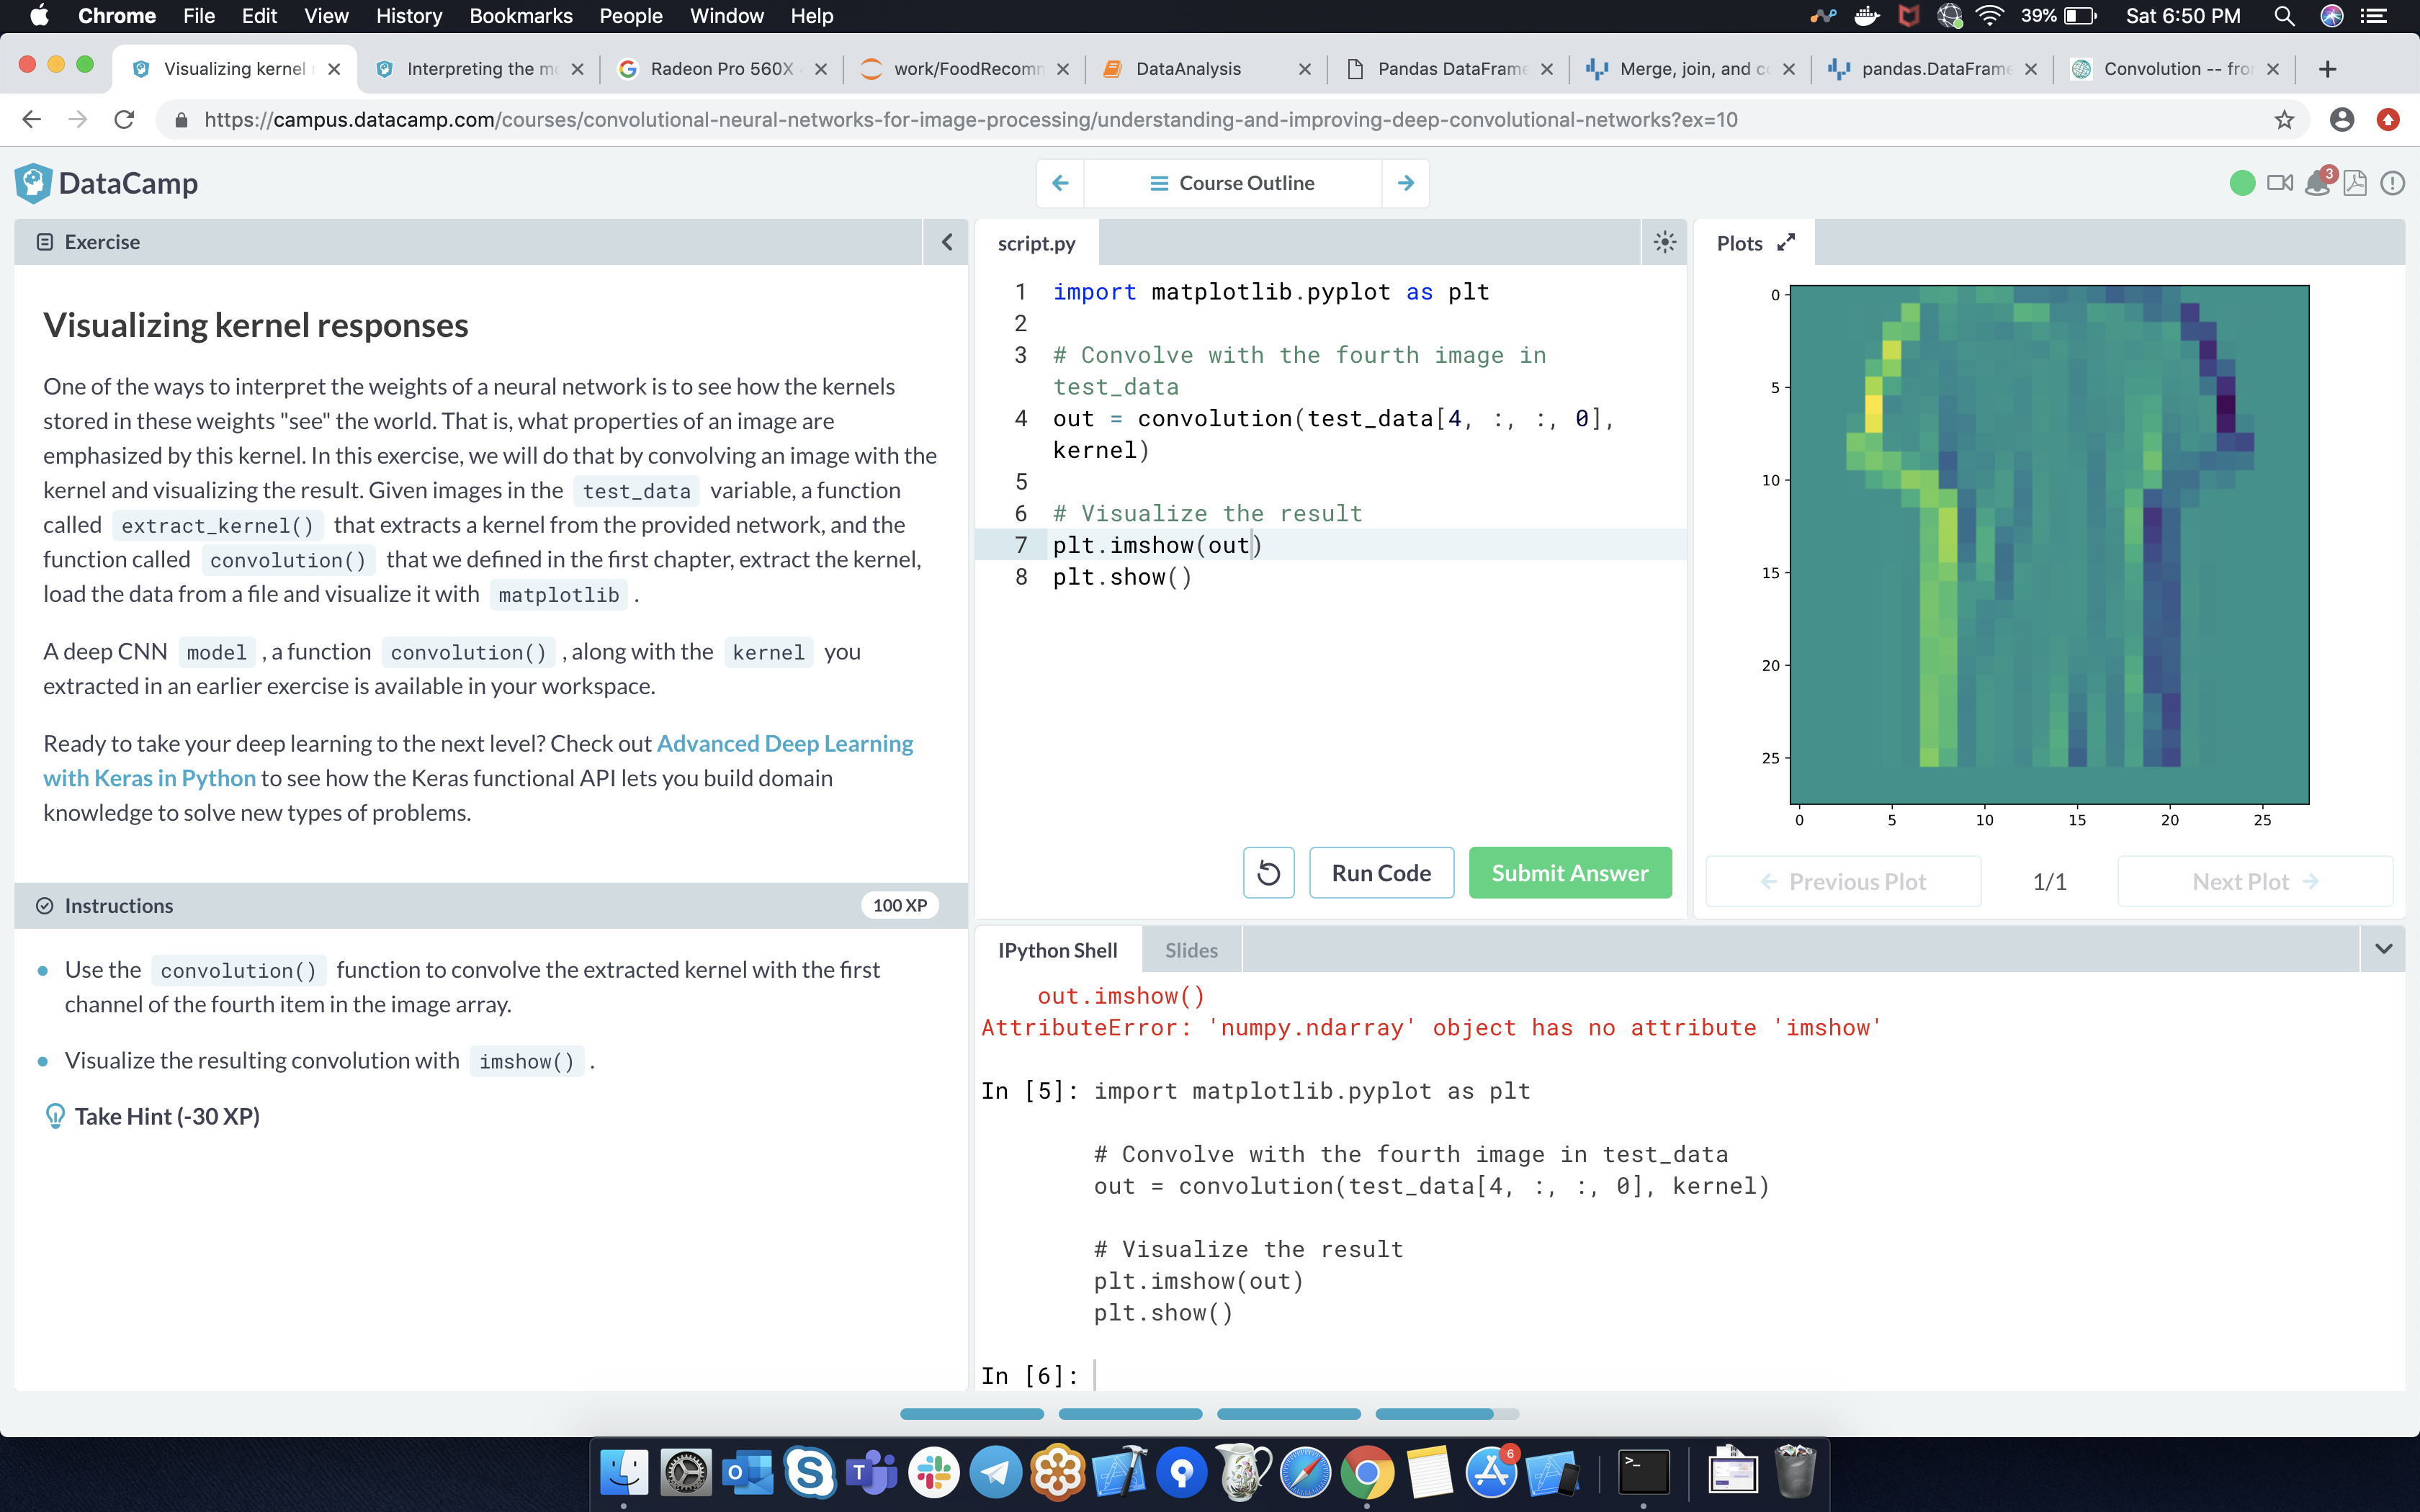 Chrome File Edit View History Bookmarks People Window Help
39% Sat 6:50 PM
Visualizing kernel
Interpreting the mo
Radeon Pro 560X
work/FoodRecomm
DataAnalysis
Pandas DataFrame
Merge, join, and co
pandas.DataFrame
Convolution -- fro
https://campus.datacamp.com/courses/convolutional-neural-networks-for-image-processing/understanding-and-improving-deep-convolutional-networks?ex=10
DataCamp
Course Outline
3
Exercise
Visualizing kernel responses
One of the ways to interpret the weights of a neural network is to see how the kernels
stored in these weights "see" the world. That is, what properties of an image are
emphasized by this kernel. In this exercise, we will do that by convolving an image with the
kernel and visualizing the result. Given images in the test_data variable, a function
called extract_kernel() that extracts a kernel from the provided network, and the
function called convolution() that we defined in the first chapter, extract the kernel,
load the data from a file and visualize it with matplotlib .
A deep CNN model , a function convolution() , along with the kernel you
extracted in an earlier exercise is available in your workspace.
Ready to take your deep learning to the next level? Check out Advanced Deep Learning
with Keras in Python to see how the Keras functional API lets you build domain
knowledge to solve new types of problems.
Instructions
100 XP
Use the convolution() function to convolve the extracted kernel with the first
channel of the fourth item in the image array.
Visualize the resulting convolution with imshow() .
Take Hint (-30 XP)
script.py
1 import matplotlib.pyplot as plt
2
3 # Convolve with the fourth image in
test_data
4 out = convolution(test_data[4, :, :, 0],
kernel)
5
6 # Visualize the result
7 plt.imshow(out)
8 plt.show()
Run Code
Submit Answer
Plots
0
5
10
15
20
25
0 5 10 15 20 25
Previous Plot
1/1
Next Plot
IPython Shell
Slides
out.imshow()
AttributeError: 'numpy.ndarray' object has no attribute 'imshow'
In [5]: import matplotlib.pyplot as plt
# Convolve with the fourth image in test_data
out = convolution(test_data[4, :, :, 0], kernel)
# Visualize the result
plt.imshow(out)
plt.show()
In [6]:
6